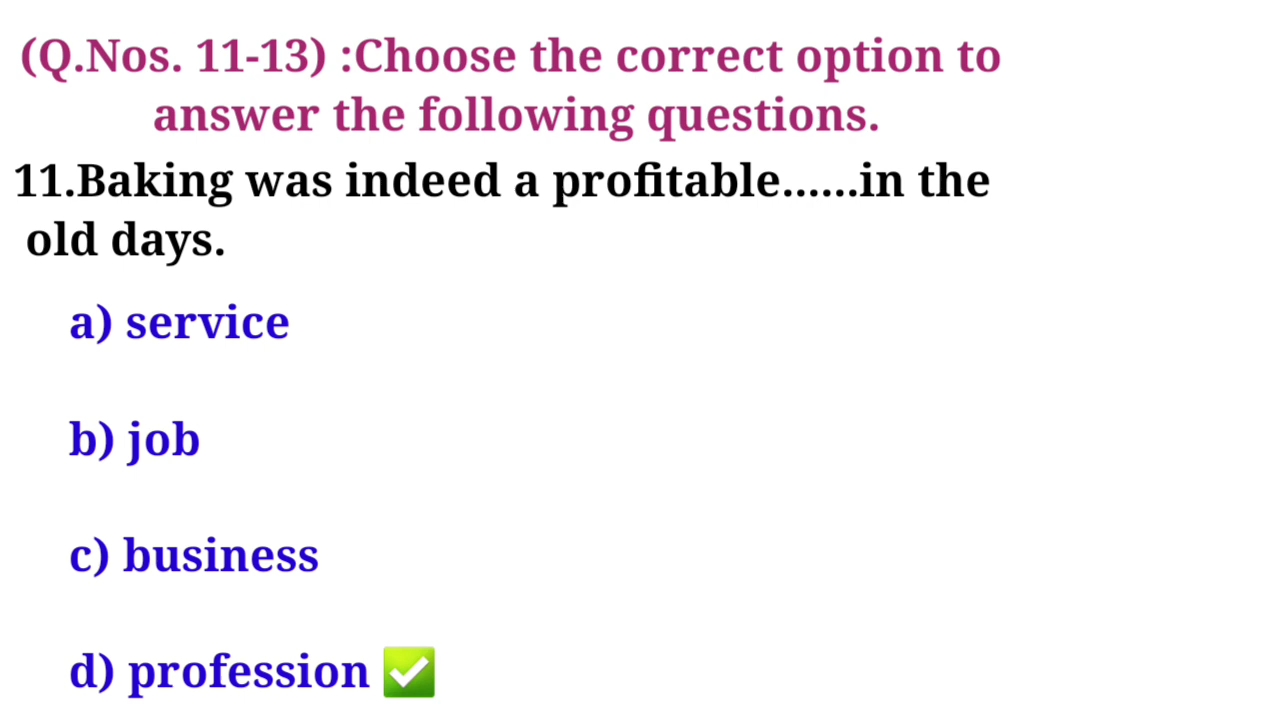 (Q.Nos. 11-13) :Choose the correct option to
answer the following questions.
11.Baking was indeed a profitable......in the
old days.
a) service
b) job
c) business
d) profession ✅